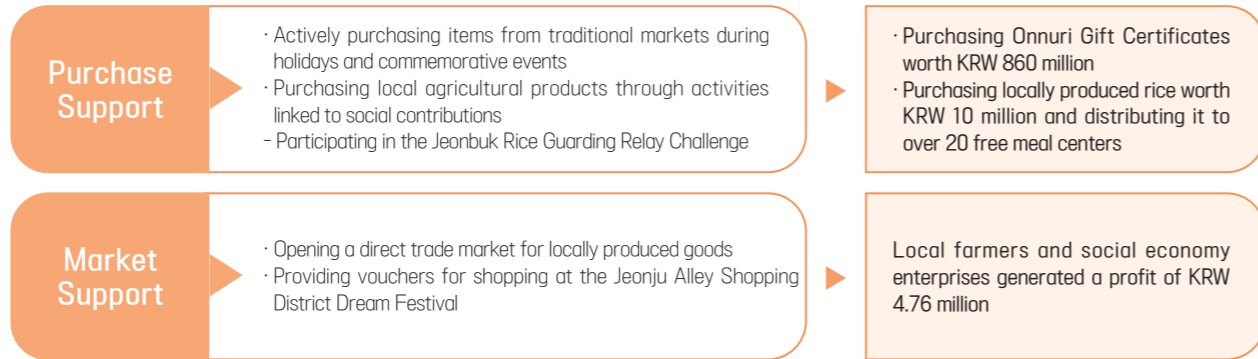 Purchase
Support
· Actively purchasing items from traditional markets during
holidays and commemorative events
· Purchasing local agricultural products through activities
linked to social contributions
- Participating in the Jeonbuk Rice Guarding Relay Challenge
· Purchasing Onnuri Gift Certificates
worth KRW 860 million
· Purchasing locally produced rice worth
KRW 10 million and distributing it to
over 20 free meal centers
Market
Support
· Opening a direct trade market for locally produced goods
· Providing vouchers for shopping at the Jeonju Alley Shopping
District Dream Festival
Local farmers and social economy
enterprises generated a profit of KRW
4.76 million